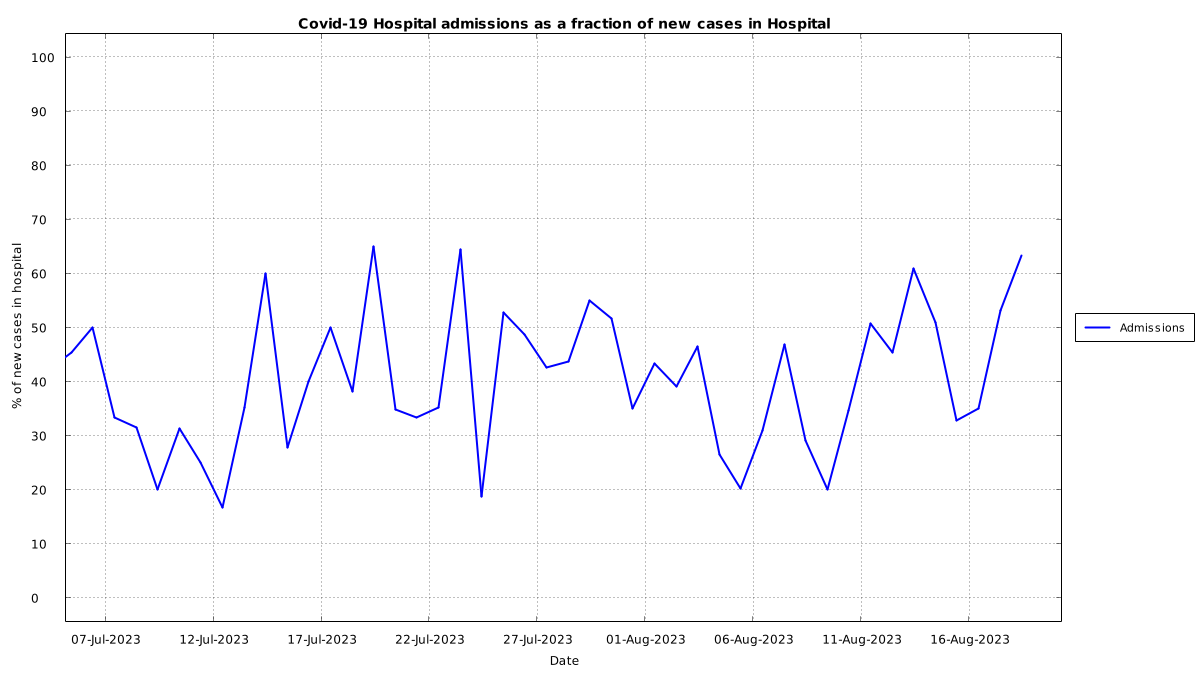 Covid-19 Hospital admissions as a fraction of new cases in Hospital
100
90
80
70
60
50
40
30
20
10
0
% of new cases in hospital
Admissions
07-Jul-2023 12-Jul-2023 17-Jul-2023 22-Jul-2023 27-Jul-2023 01-Aug-2023 06-Aug-2023 11-Aug-2023 16-Aug-2023
Date